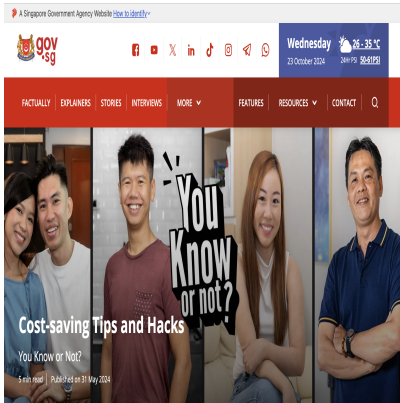 A Singapore Government Agency Website How to identify
gov
.sg
Wednesday
23 October 2024
26 - 35 °C
24Hr PSI 50-61PSI
FACTUALLY
EXPLAINERS
STORIES
INTERVIEWS
MORE
FEATURES
RESOURCES
CONTACT
You
Know
or not?
Cost-saving Tips and Hacks
You Know or Not?
5 min read | Published on 31 May 2024